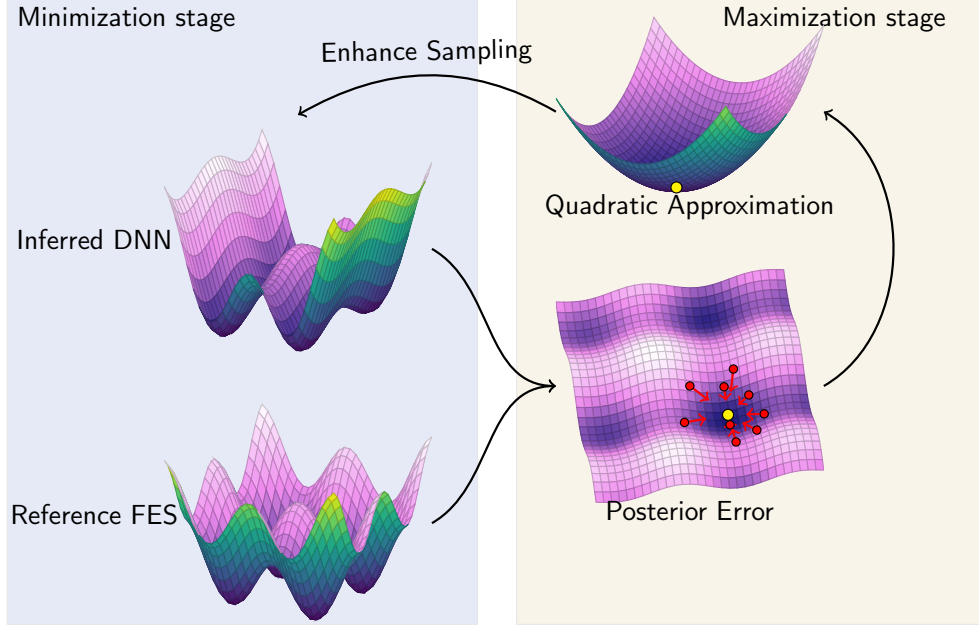 Minimization stage
Maximization stage
Enhance Sampling
Quadratic Approximation
Inferred DNN
Reference FES
Posterior Error